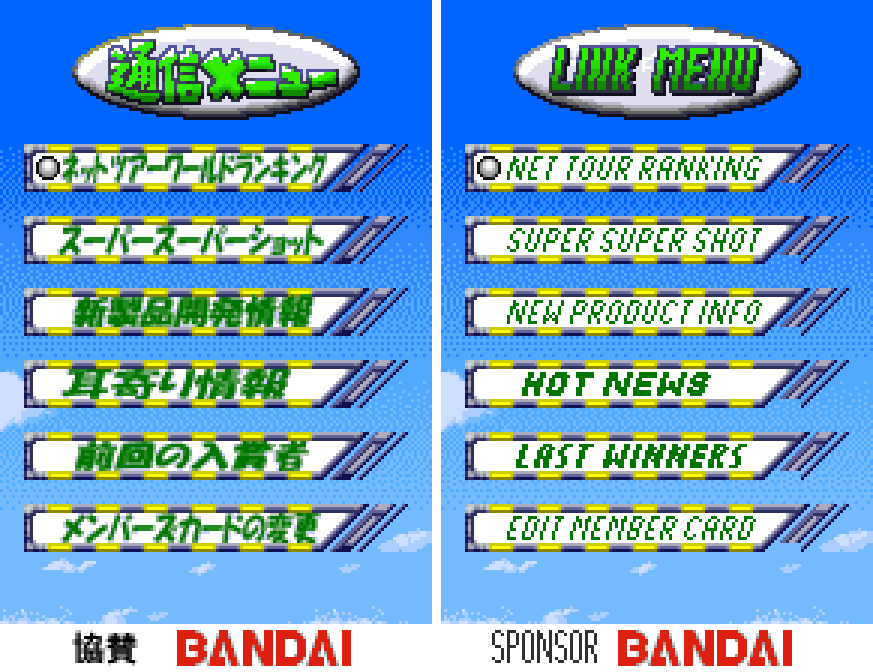 通信メニュー
ネットツアーワールドランキング
スーパースーパーショット
新製品開発情報
耳寄り情報
前回の入賞者
メンバーズカードの変更
協賛 BANDAI
LINK MENU
NET TOUR RANKING
SUPER SUPER SHOT
NEW PRODUCT INFO
HOT NEWS
LAST WINNERS
EDIT MEMBER CARD
SPONSOR BANDAI